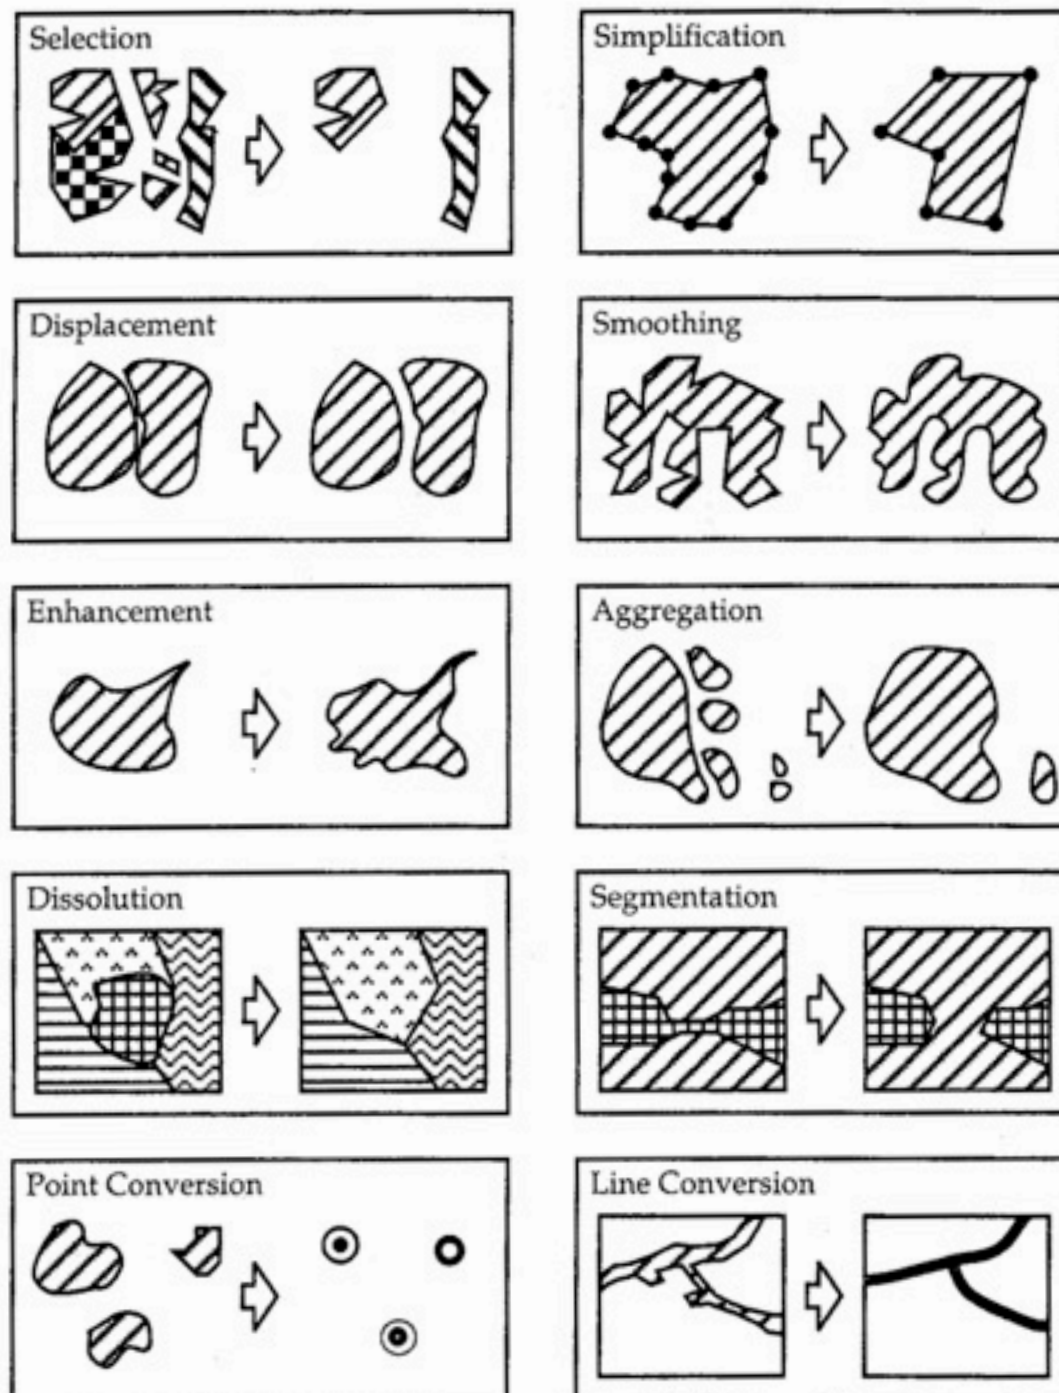 Selection
Simplification
Displacement
Smoothing
Enhancement
Aggregation
Dissolution
Segmentation
Point Conversion
Line Conversion